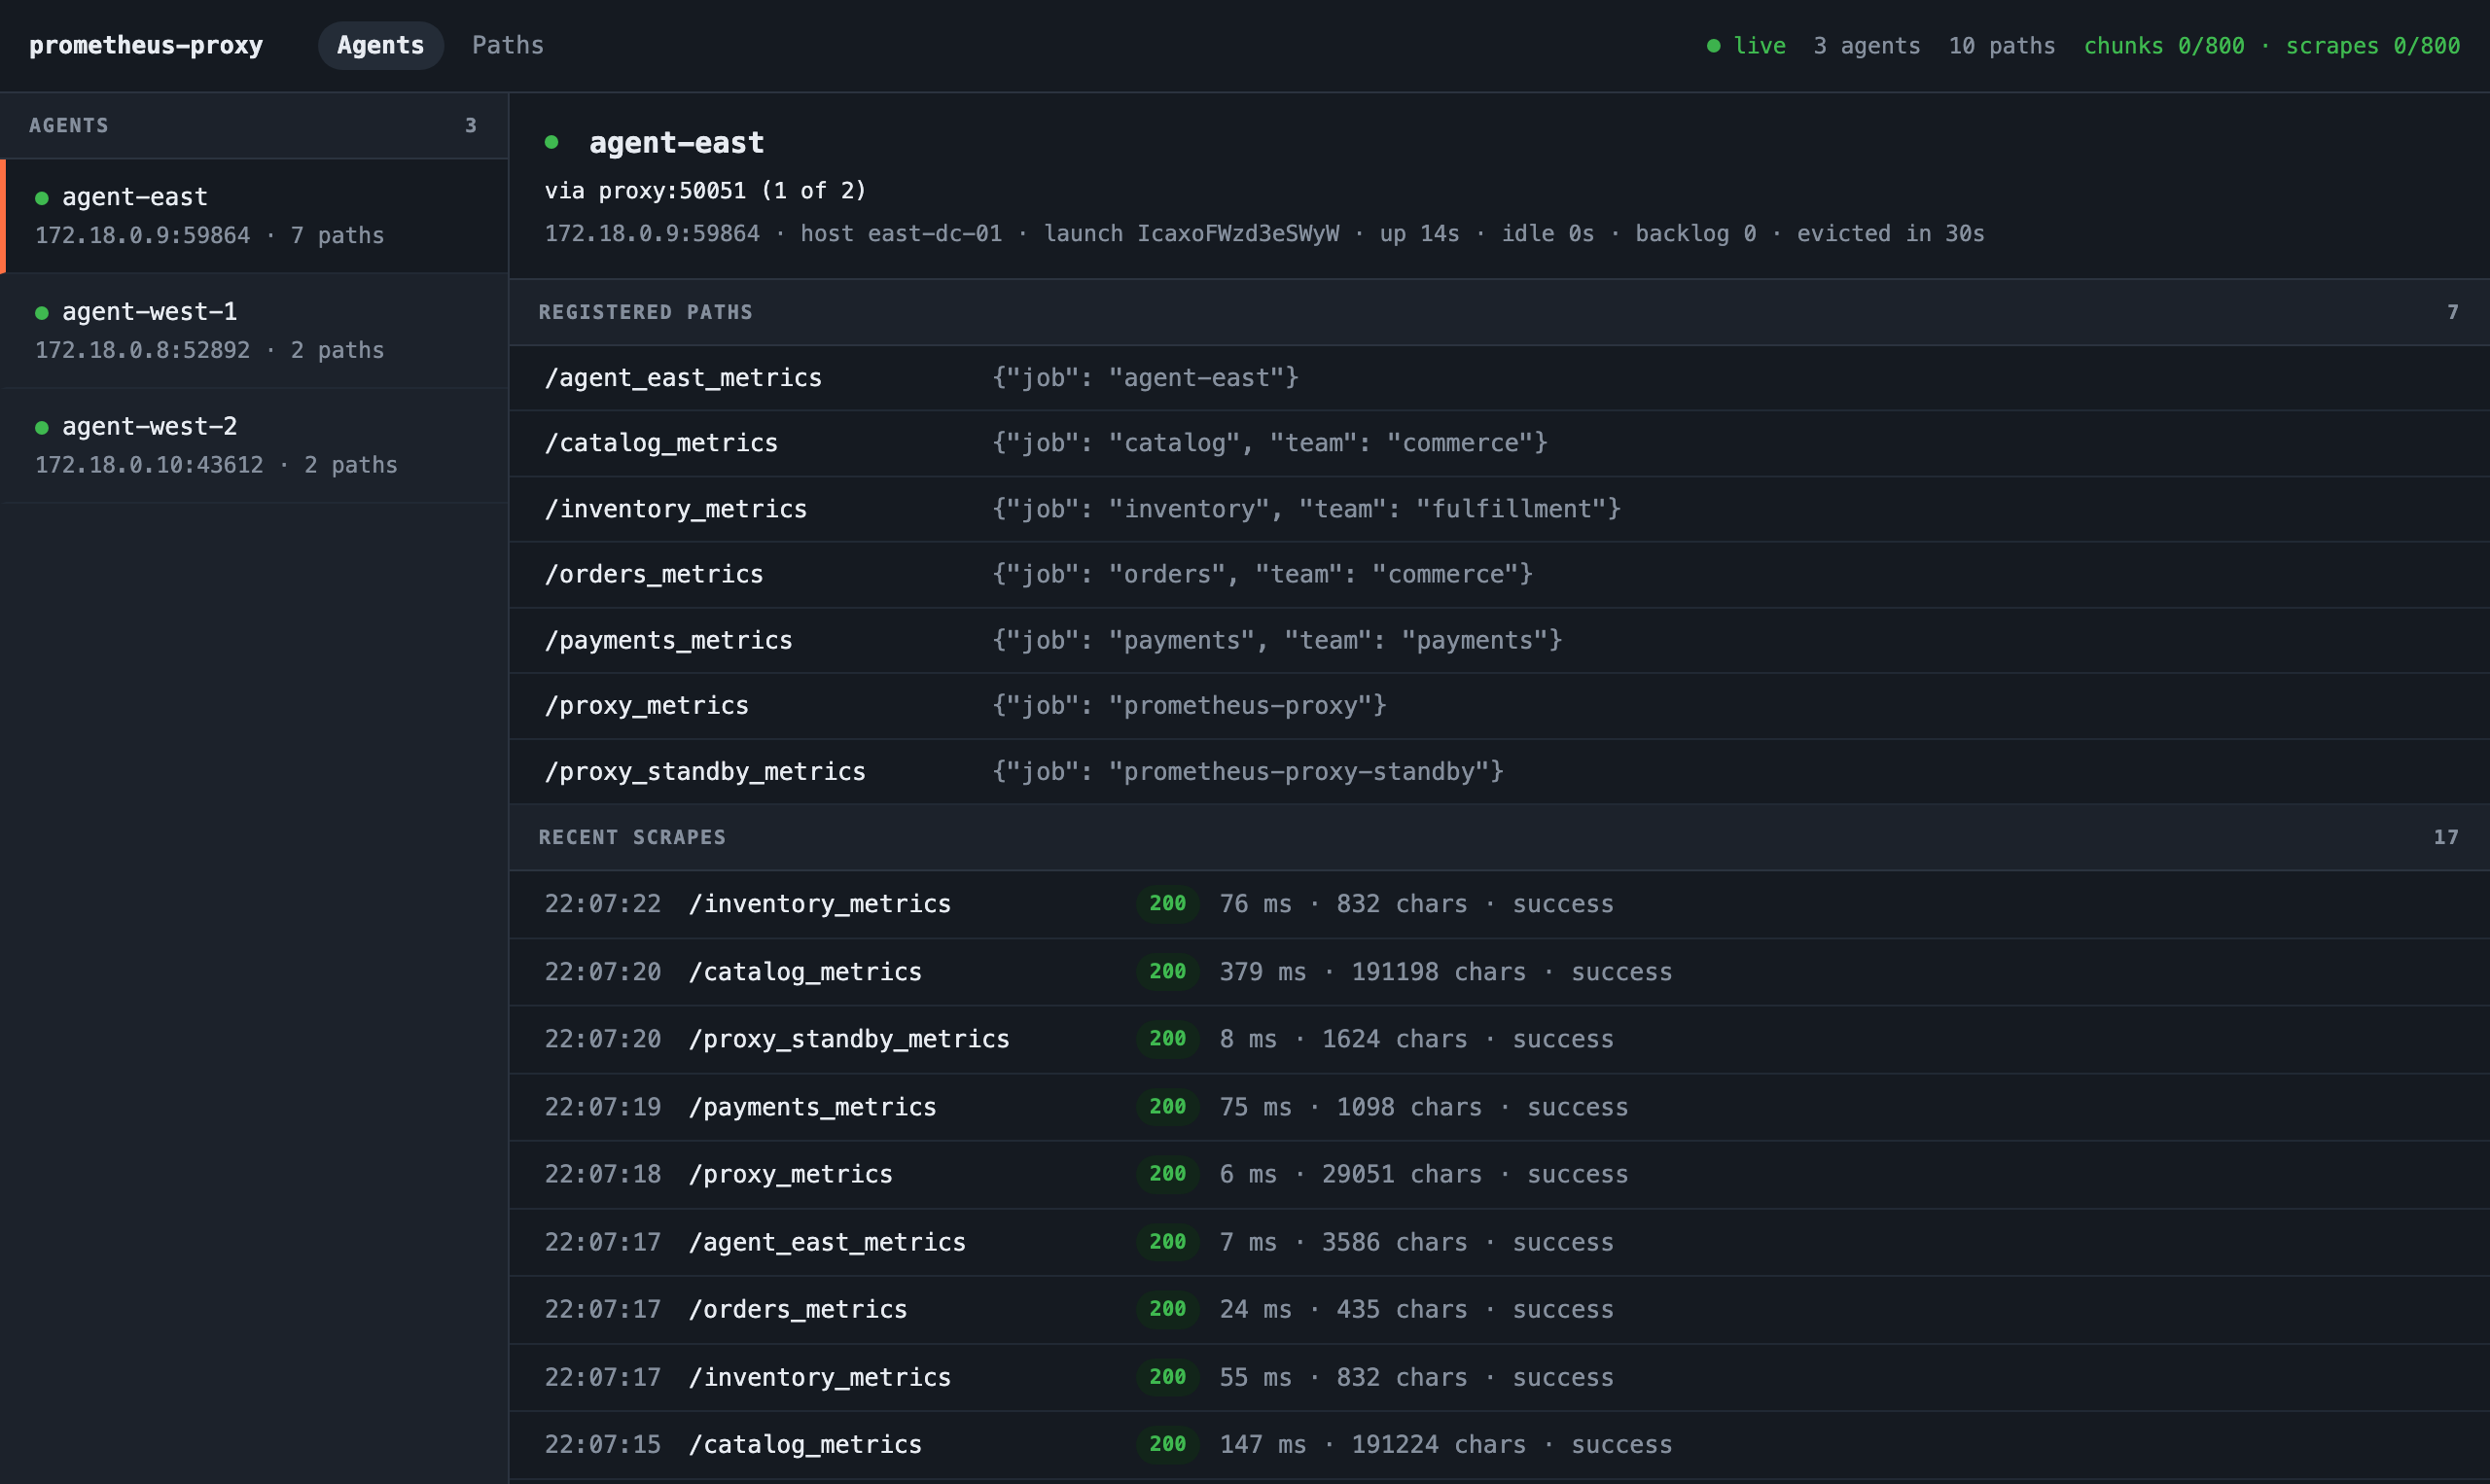 prometheus-proxy Agents Paths live 3 agents 10 paths chunks 0/800 · scrapes 0/800
AGENTS 3
agent-east
172.18.0.9:59864 · 7 paths
agent-west-1
172.18.0.8:52892 · 2 paths
agent-west-2
172.18.0.10:43612 · 2 paths
agent-east
via proxy:50051 (1 of 2)
172.18.0.9:59864 · host east-dc-01 · launch IcaxoFWzd3eSWyW · up 14s · idle 0s · backlog 0 · evicted in 30s
REGISTERED PATHS 7
/agent_east_metrics {"job": "agent-east"}
/catalog_metrics {"job": "catalog", "team": "commerce"}
/inventory_metrics {"job": "inventory", "team": "fulfillment"}
/orders_metrics {"job": "orders", "team": "commerce"}
/payments_metrics {"job": "payments", "team": "payments"}
/proxy_metrics {"job": "prometheus-proxy"}
/proxy_standby_metrics {"job": "prometheus-proxy-standby"}
RECENT SCRAPES 17
22:07:22 /inventory_metrics 200 76 ms · 832 chars · success
22:07:20 /catalog_metrics 200 379 ms · 191198 chars · success
22:07:20 /proxy_standby_metrics 200 8 ms · 1624 chars · success
22:07:19 /payments_metrics 200 75 ms · 1098 chars · success
22:07:18 /proxy_metrics 200 6 ms · 29051 chars · success
22:07:17 /agent_east_metrics 200 7 ms · 3586 chars · success
22:07:17 /orders_metrics 200 24 ms · 435 chars · success
22:07:17 /inventory_metrics 200 55 ms · 832 chars · success
22:07:15 /catalog_metrics 200 147 ms · 191224 chars · success